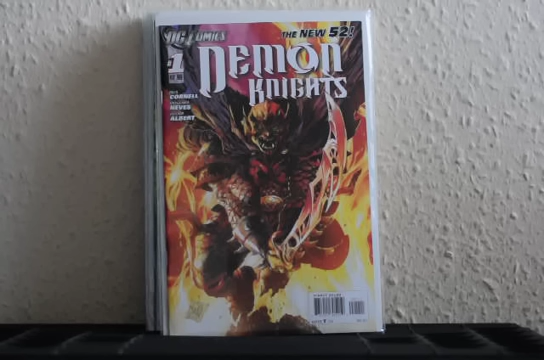 DC COMICS
THE NEW 52!
1
DEMON
KNIGHTS
CORNELL
NEVES
ALBERT